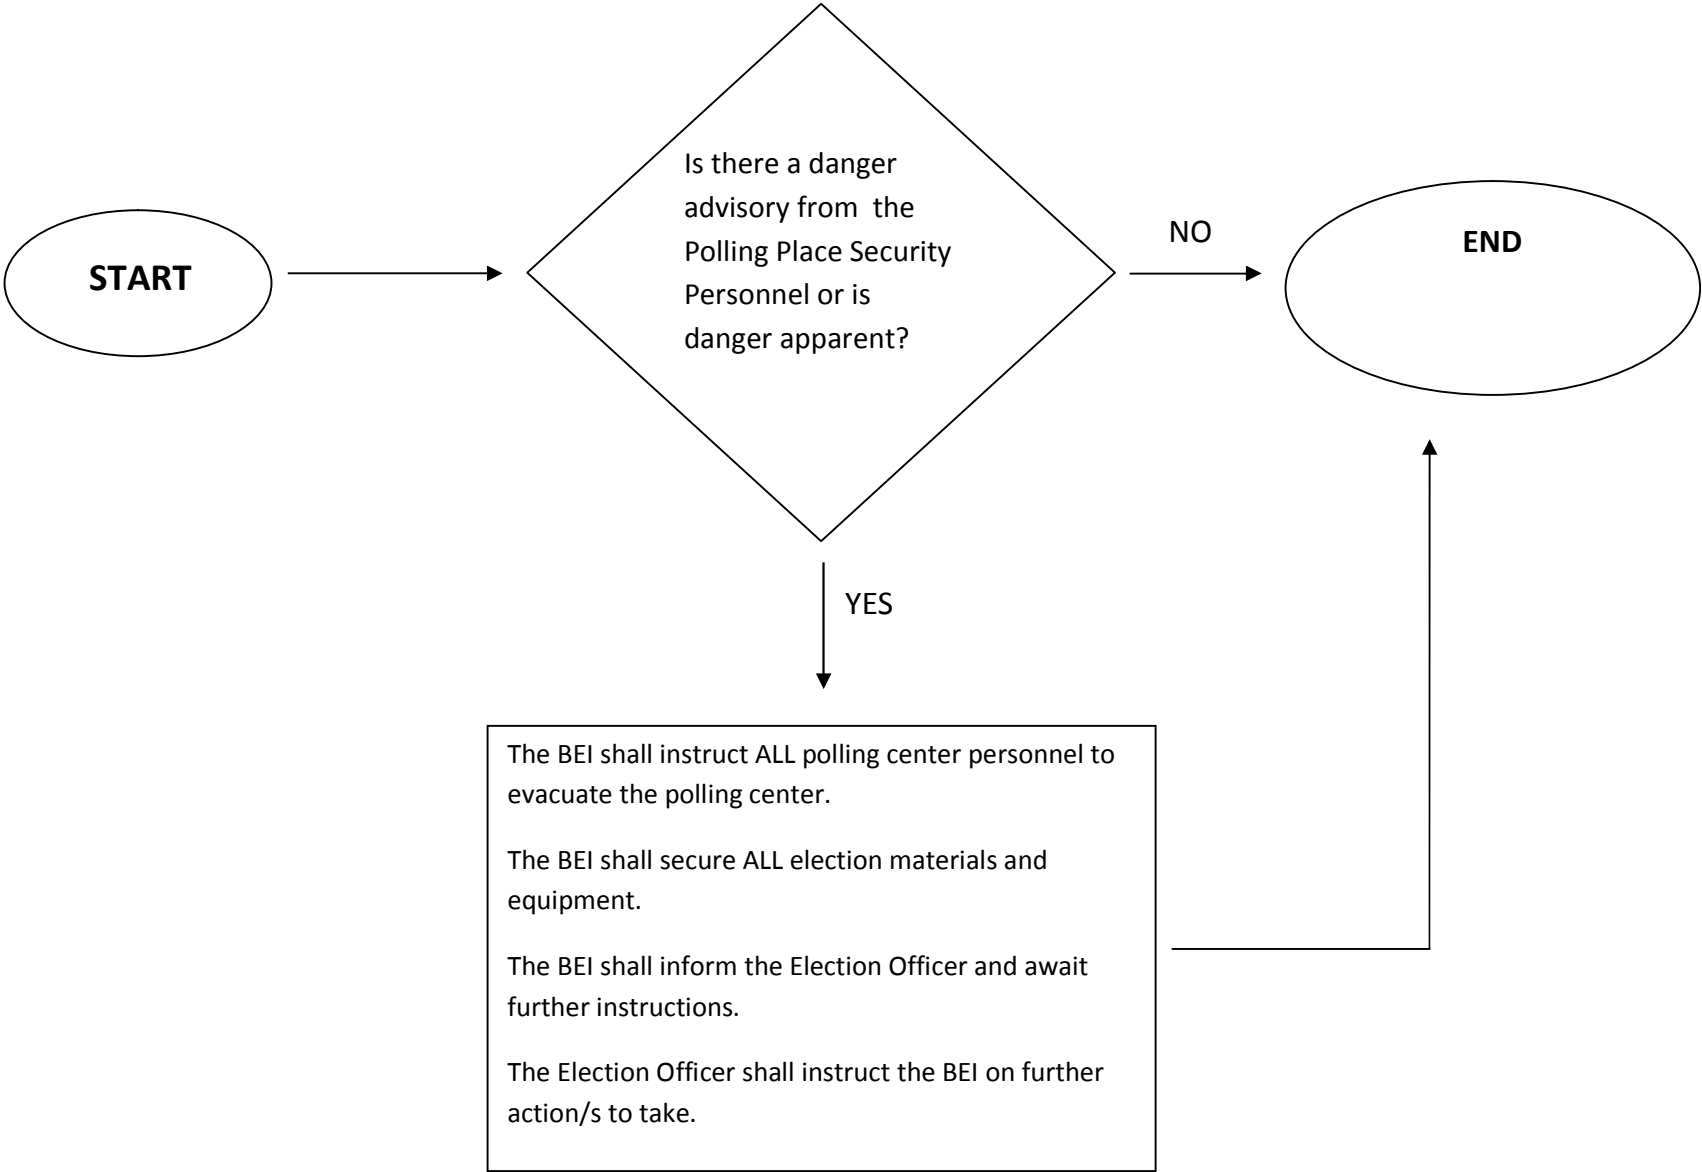 START
Is there a danger
advisory from  the
Polling Place Security
Personnel or is
danger apparent?
NO
END
YES
The BEI shall instruct ALL polling center personnel to
evacuate the polling center.
The BEI shall secure ALL election materials and
equipment.
The BEI shall inform the Election Officer and await
further instructions.
The Election Officer shall instruct the BEI on further
action/s to take.